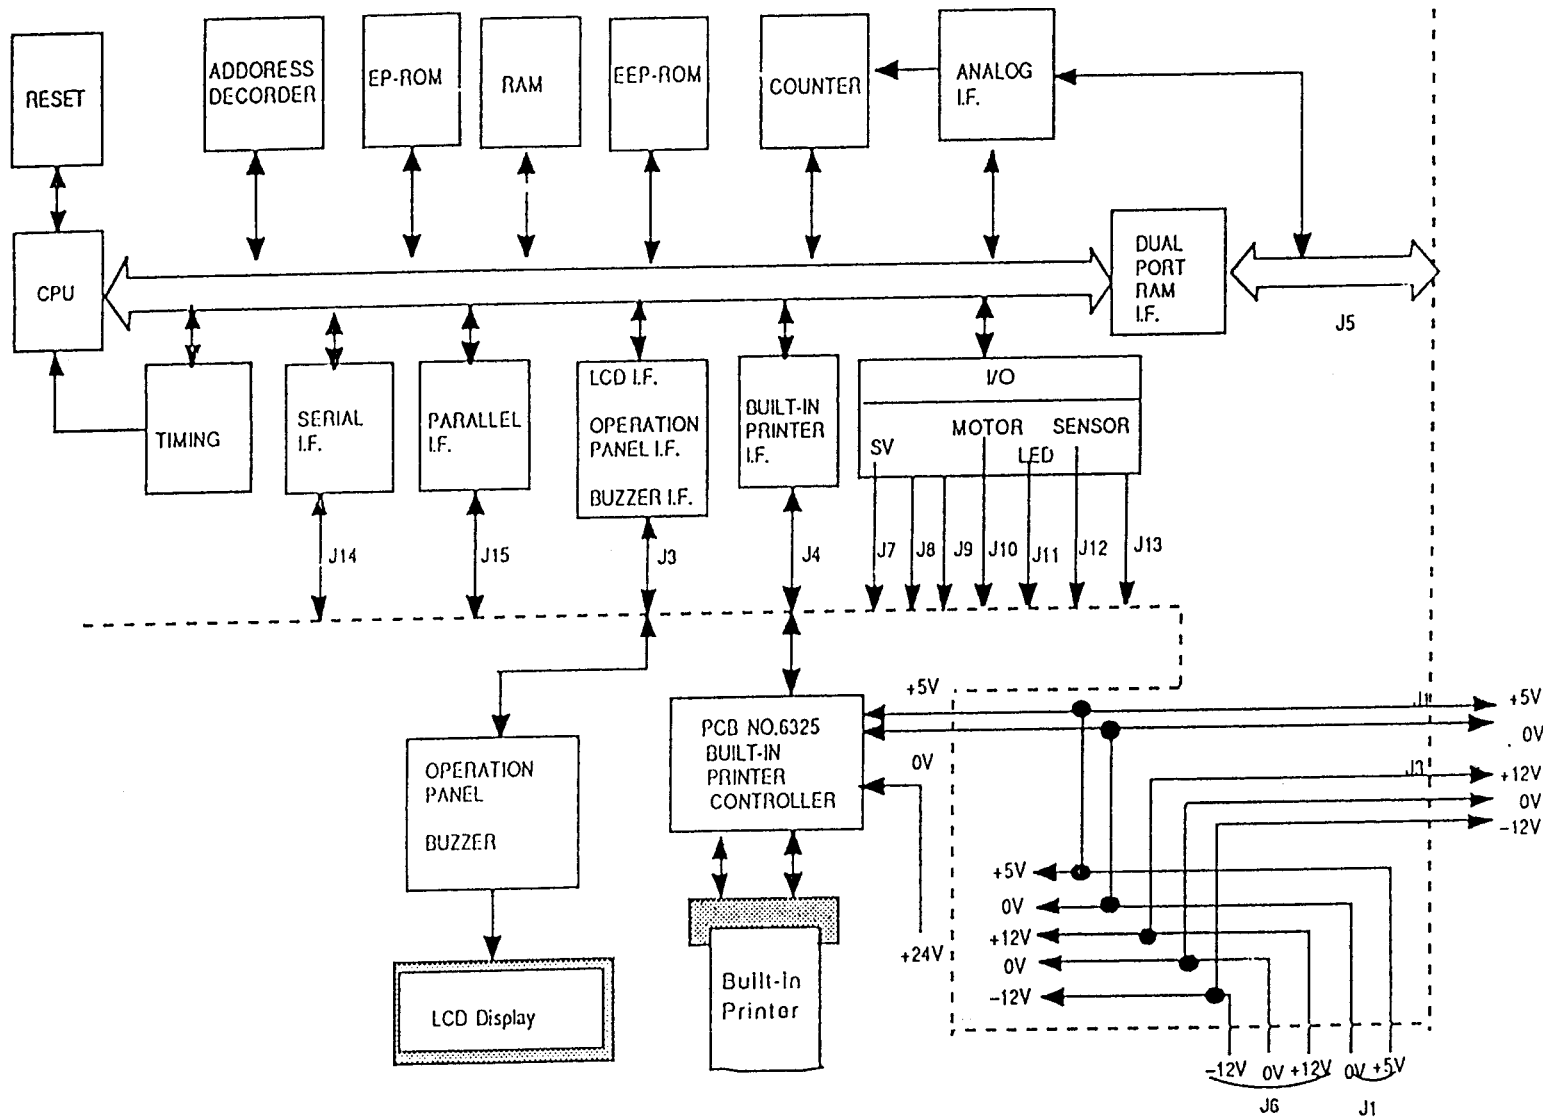 RESET
ADDORESS
DECORDER
EP-ROM
RAM
EEP-ROM
COUNTER
ANALOG
I.F.
CPU
DUAL
PORT
RAM
I.F.
J5
TIMING
SERIAL
I.F.
PARALLEL
I.F.
LCD I.F.
OPERATION
PANEL I.F.
BUZZER I.F.
BUILT-IN
PRINTER
I.F.
I/O
SV
MOTOR
LED
SENSOR
J14
J15
J3
J4
J7
J8
J9
J10
J11
J12
J13
OPERATION
PANEL
BUZZER
LCD Display
PCB NO.6325
BUILT-IN
PRINTER
CONTROLLER
Built-in
Printer
+5V
0V
+24V
J1
+5V
0V
J3
+12V
0V
-12V
+5V
0V
+12V
0V
-12V
-12V
0V
+12V
0V
+5V
J6
J1